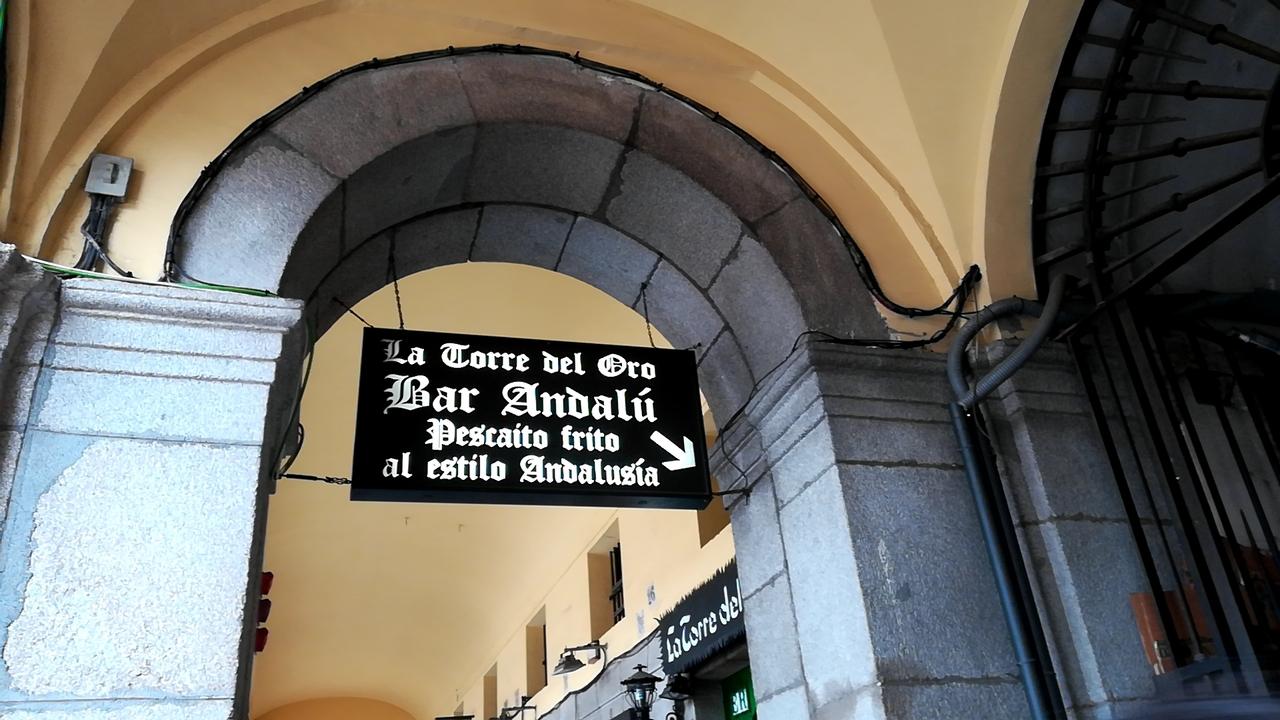 La Torre del Oro
Bar Andalú
Pescaito frito
al estilo Andalusía
La Torre del